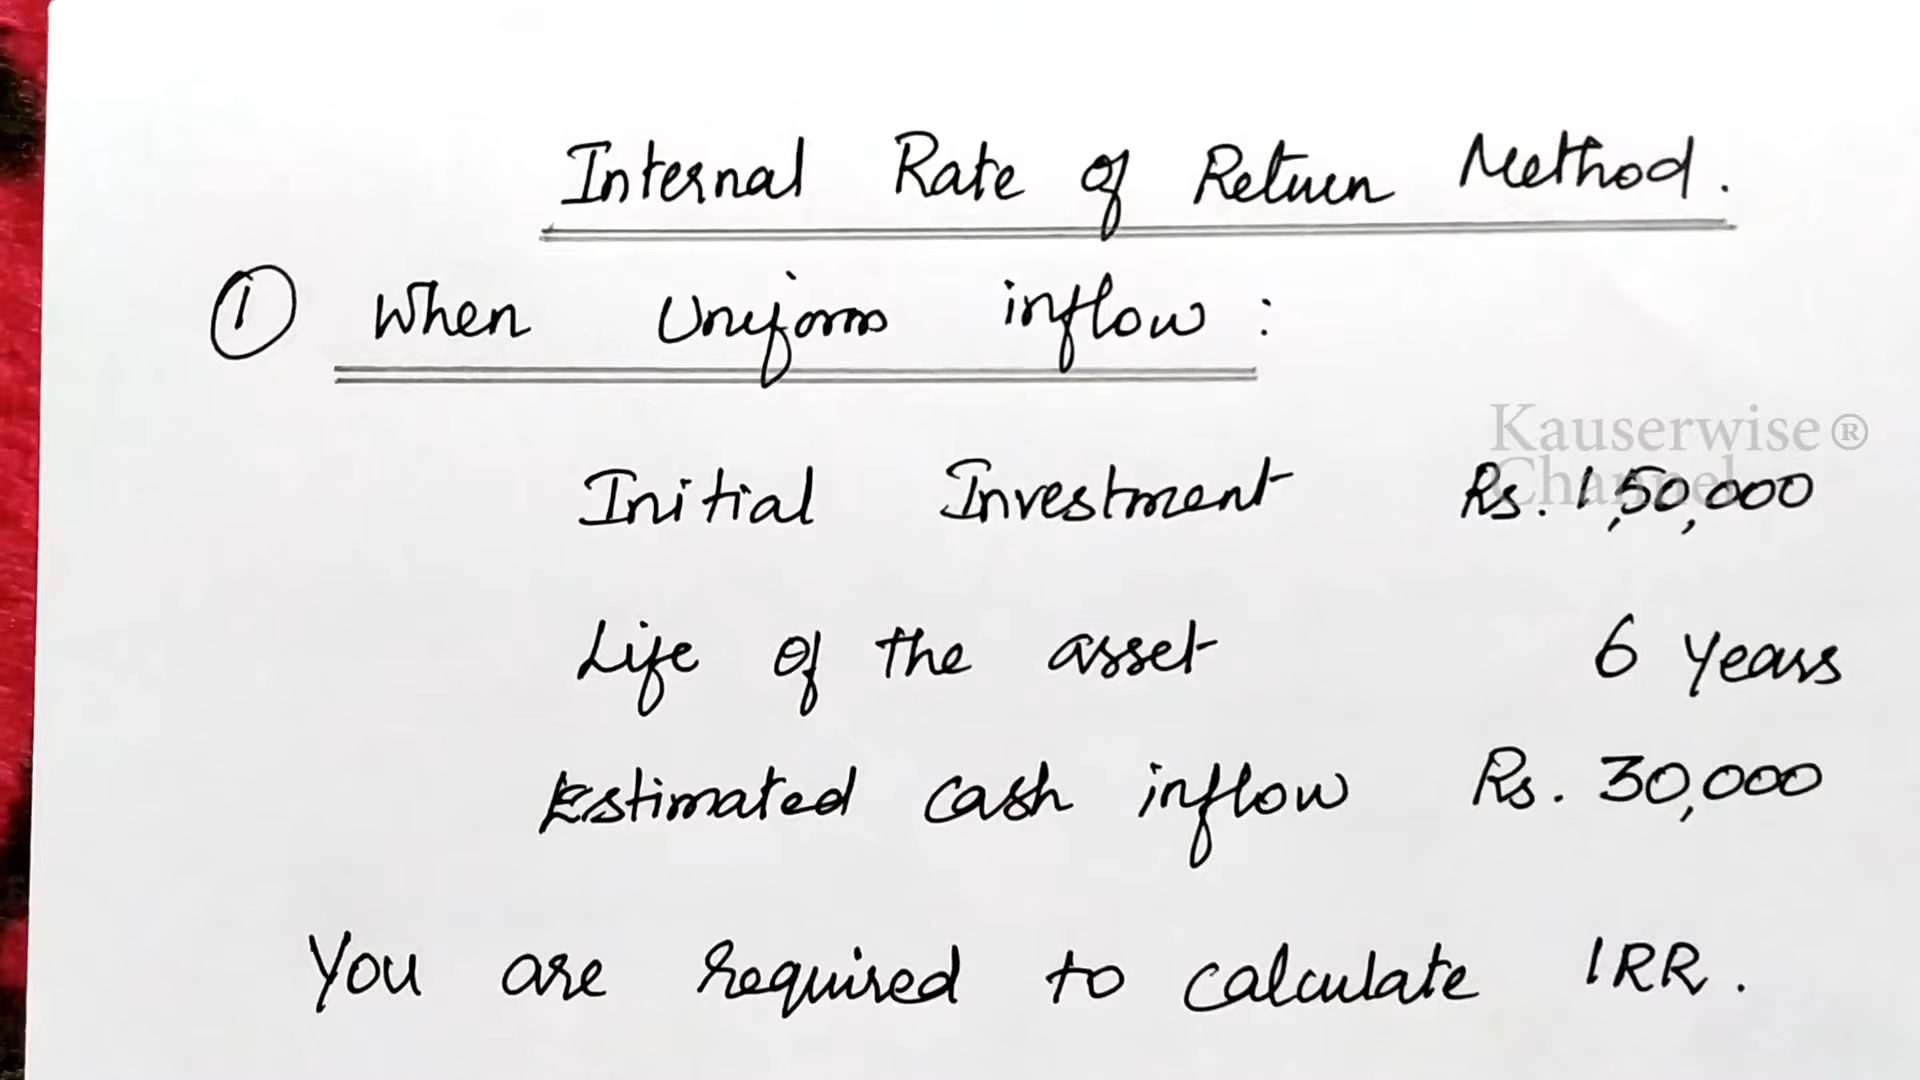 Internal Rate of Return Method.
① When Uniform inflow :
Kauserwise®
Channel
Initial Investment Rs. 1,50,000
Life of the asset 6 Years
Estimated cash inflow Rs. 30,000
You are required to calculate IRR.